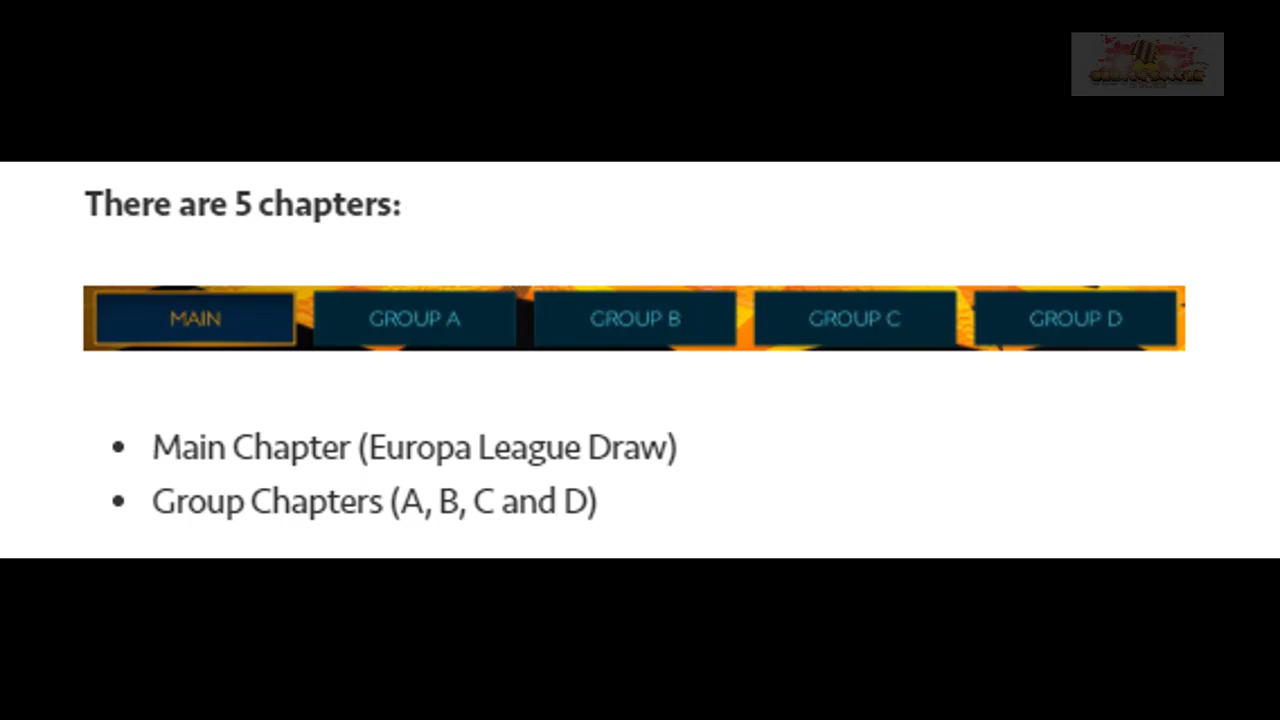 There are 5 chapters:
MAIN GROUP A GROUP B GROUP C GROUP D
• Main Chapter (Europa League Draw)
• Group Chapters (A, B, C and D)